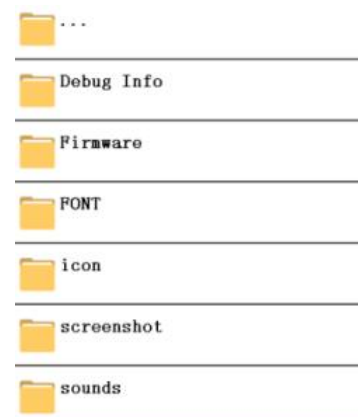 ...
Debug Info
Firmware
FONT
icon
screenshot
sounds